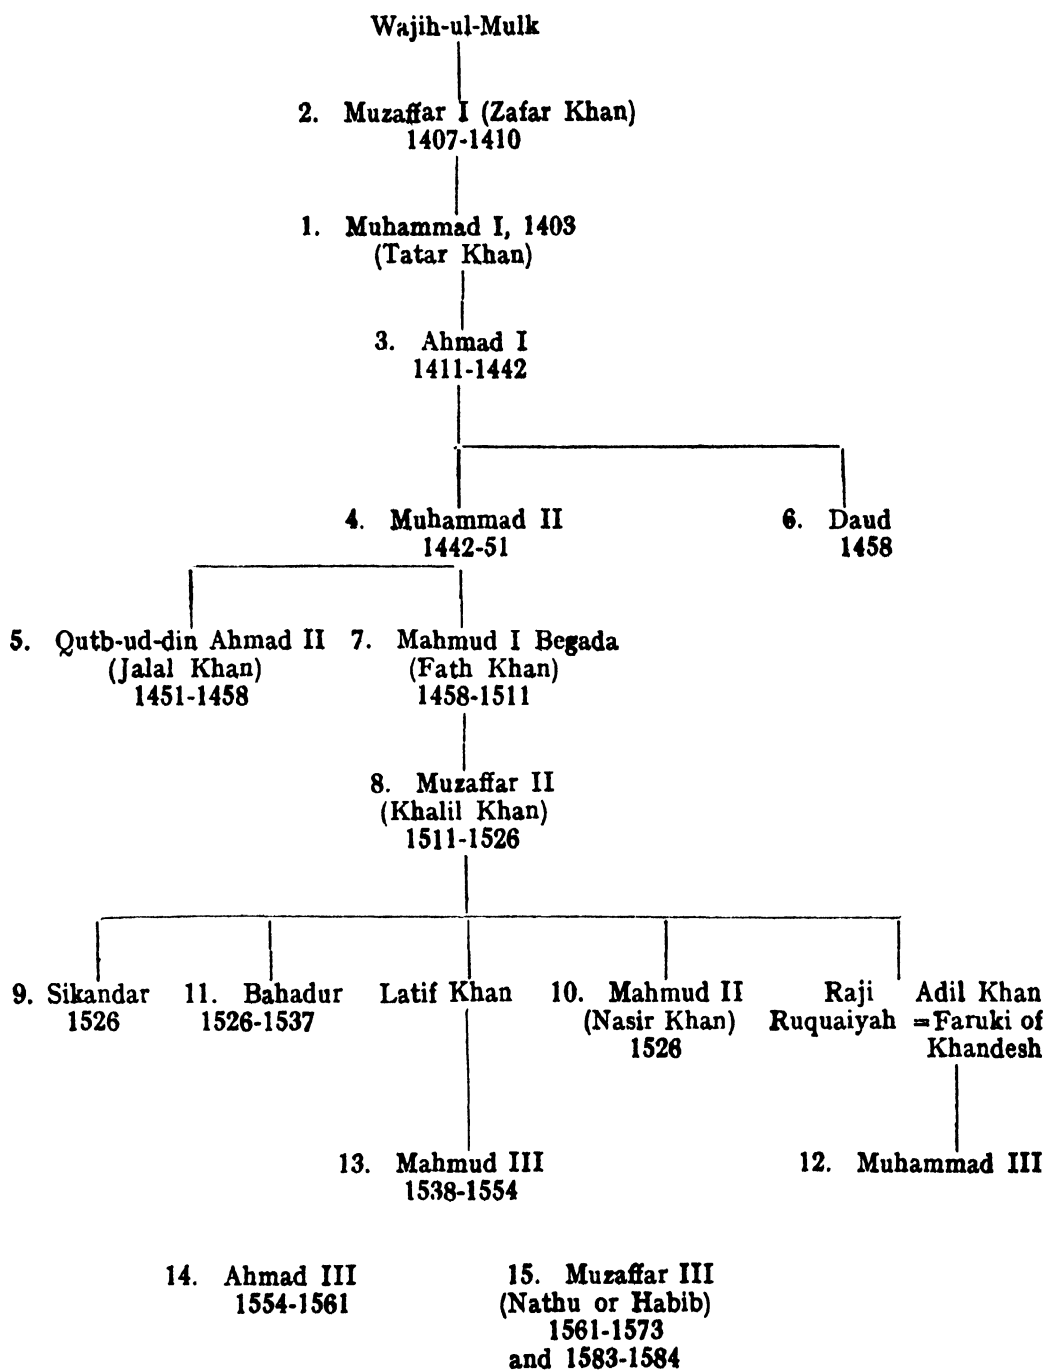 Wajih-ul-Mulk
2. Muzaffar I (Zafar Khan)
1407-1410
1. Muhammad I, 1403
(Tatar Khan)
3. Ahmad I
1411-1442
4. Muhammad II
1442-51
6. Daud
1458
5. Qutb-ud-din Ahmad II
(Jalal Khan)
1451-1458
7. Mahmud I Begada
(Fath Khan)
1458-1511
8. Muzaffar II
(Khalil Khan)
1511-1526
9. Sikandar
1526
11. Bahadur
1526-1537
Latif Khan
10. Mahmud II
(Nasir Khan)
1526
Raji
Ruquaiyah
Adil Khan
=Faruki of
Khandesh
13. Mahmud III
1538-1554
12. Muhammad III
14. Ahmad III
1554-1561
15. Muzaffar III
(Nathu or Habib)
1561-1573
and 1583-1584